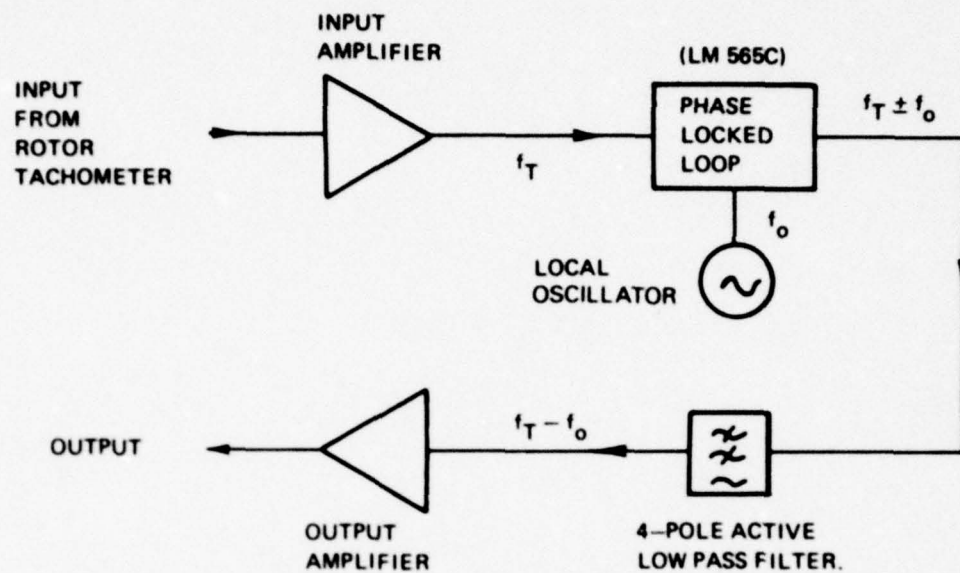 INPUT
AMPLIFIER
INPUT
FROM
ROTOR
TACHOMETER
f_T
(LM 565C)
PHASE
LOCKED
LOOP
f_T ± f_o
f_o
LOCAL
OSCILLATOR
OUTPUT
OUTPUT
AMPLIFIER
f_T − f_o
4–POLE ACTIVE
LOW PASS FILTER.